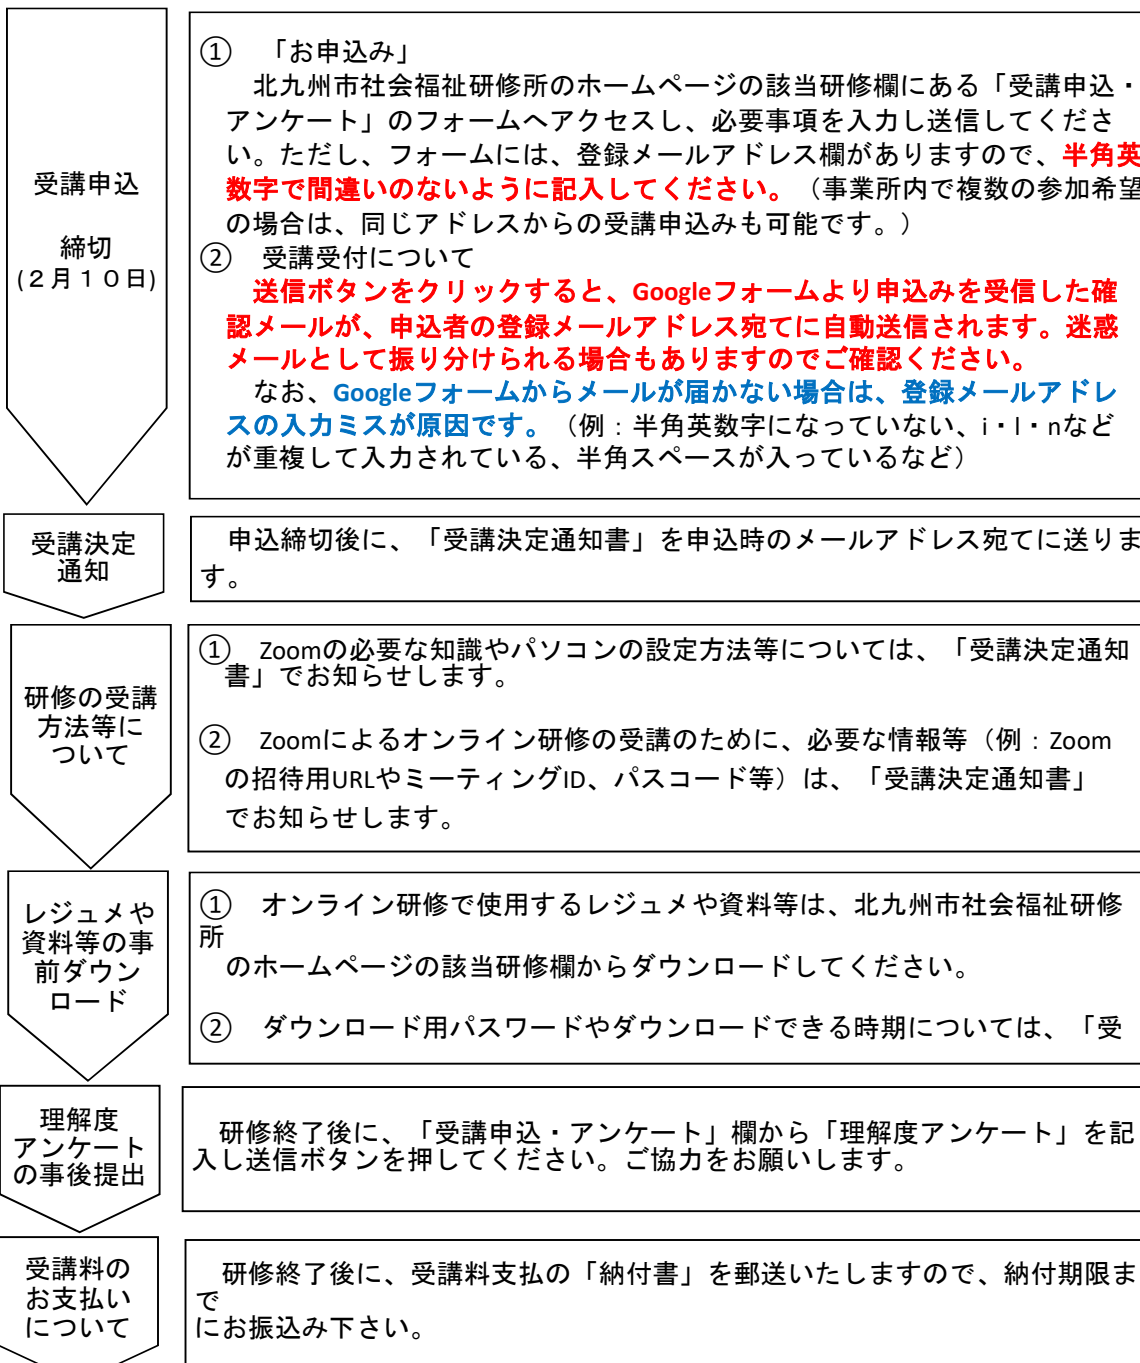 受講申込
締切
(２月１０日)
① 「お申込み」
北九州市社会福祉研修所のホームページの該当研修欄にある「受講申込・
アンケート」のフォームへアクセスし、必要事項を入力し送信してくださ
い。ただし、フォームには、登録メールアドレス欄がありますので、半角英
数字で間違いのないように記入してください。（事業所内で複数の参加希望
の場合は、同じアドレスからの受講申込みも可能です。）
② 受講受付について
送信ボタンをクリックすると、Googleフォームより申込みを受信した確
認メールが、申込者の登録メールアドレス宛てに自動送信されます。迷惑
メールとして振り分けられる場合もありますのでご確認ください。
なお、Googleフォームからメールが届かない場合は、登録メールアドレ
スの入力ミスが原因です。（例：半角英数字になっていない、i・l・nなど
が重複して入力されている、半角スペースが入っているなど）
受講決定
通知
申込締切後に、「受講決定通知書」を申込時のメールアドレス宛てに送りま
す。
研修の受講
方法等に
ついて
① Zoomの必要な知識やパソコンの設定方法等については、「受講決定通知
書」でお知らせします。
② Zoomによるオンライン研修の受講のために、必要な情報等（例：Zoom
の招待用URLやミーティングID、パスコード等）は、「受講決定通知書」
でお知らせします。
レジュメや
資料等の事
前ダウン
ロード
① オンライン研修で使用するレジュメや資料等は、北九州市社会福祉研修
所
のホームページの該当研修欄からダウンロードしてください。
② ダウンロード用パスワードやダウンロードできる時期については、「受
理解度
アンケート
の事後提出
研修終了後に、「受講申込・アンケート」欄から「理解度アンケート」を記
入し送信ボタンを押してください。ご協力をお願いします。
受講料の
お支払い
について
研修終了後に、受講料支払の「納付書」を郵送いたしますので、納付期限ま
で
にお振込み下さい。